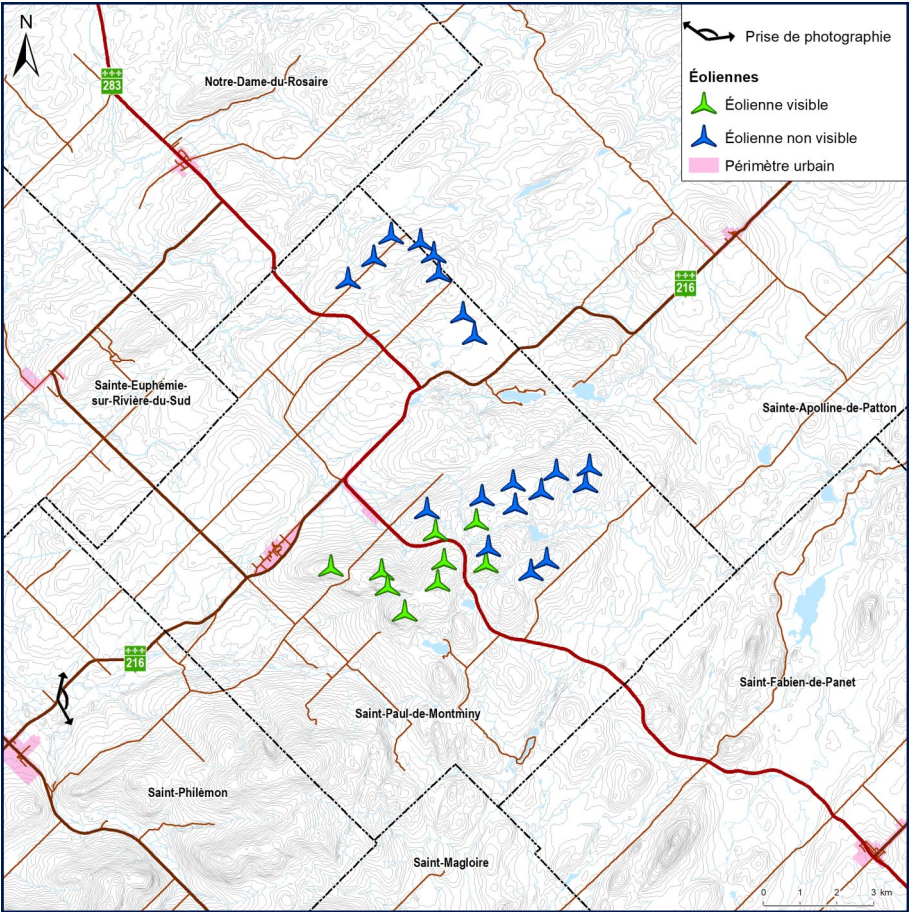 N
283
Notre-Dame-du-Rosaire
Prise de photographie
Éoliennes
Éolienne visible
Éolienne non visible
Périmètre urbain
216
Sainte-Euphémie-
sur-Rivière-du-Sud
Sainte-Apolline-de-Patton
216
Saint-Fabien-de-Panet
Saint-Paul-de-Montminy
Saint-Philémon
Saint-Magloire
0 1 2 3 km